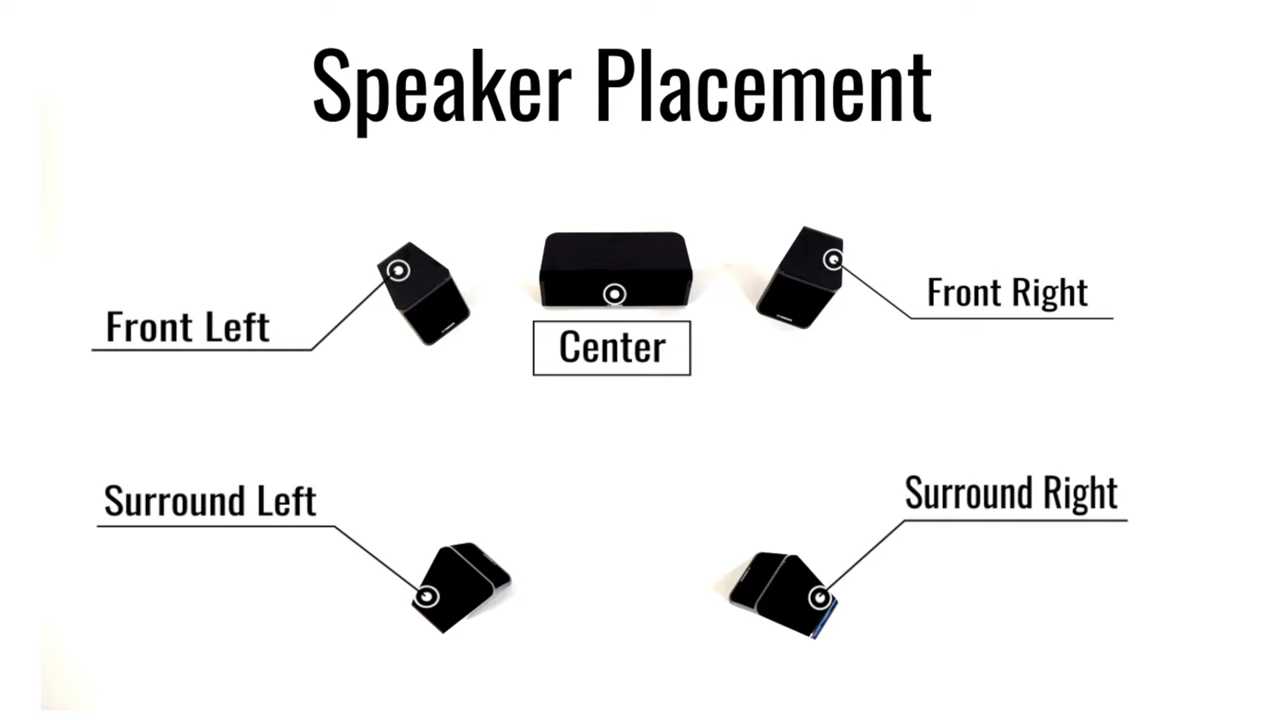 Speaker Placement
Front Left
Center
Front Right
Surround Left
Surround Right